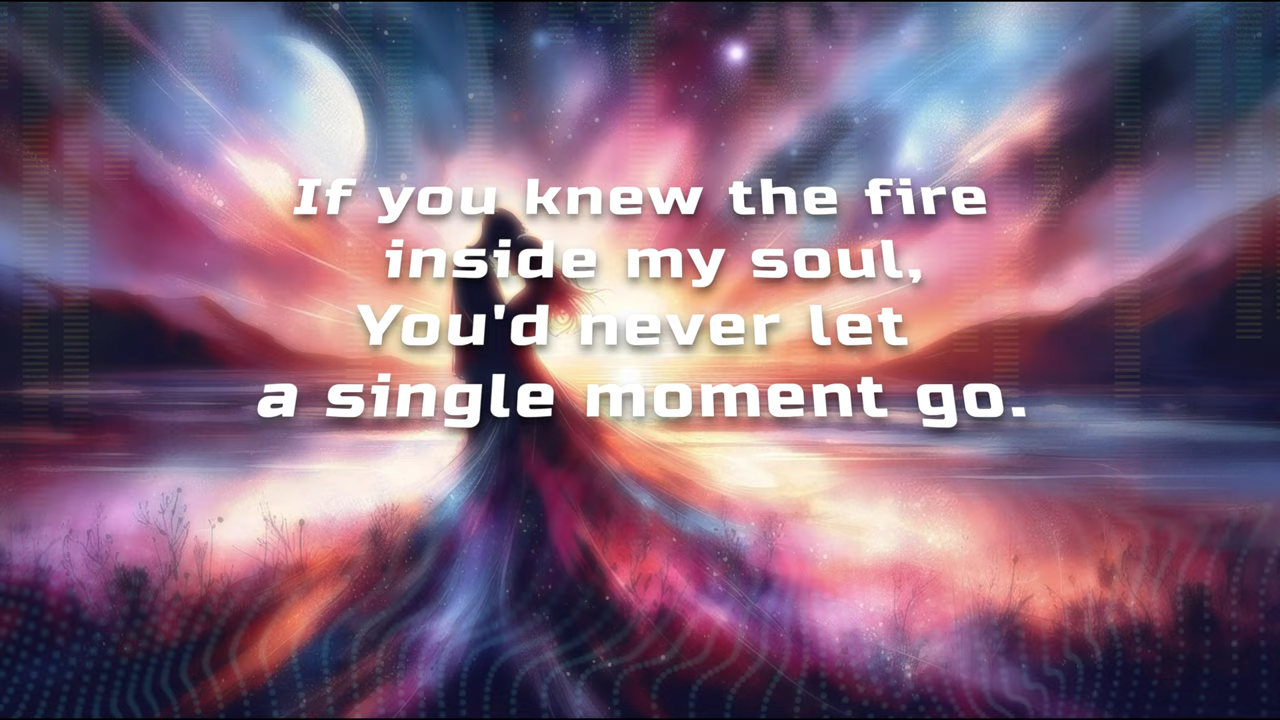 If you knew the fire
inside my soul,
You'd never let
a single moment go.